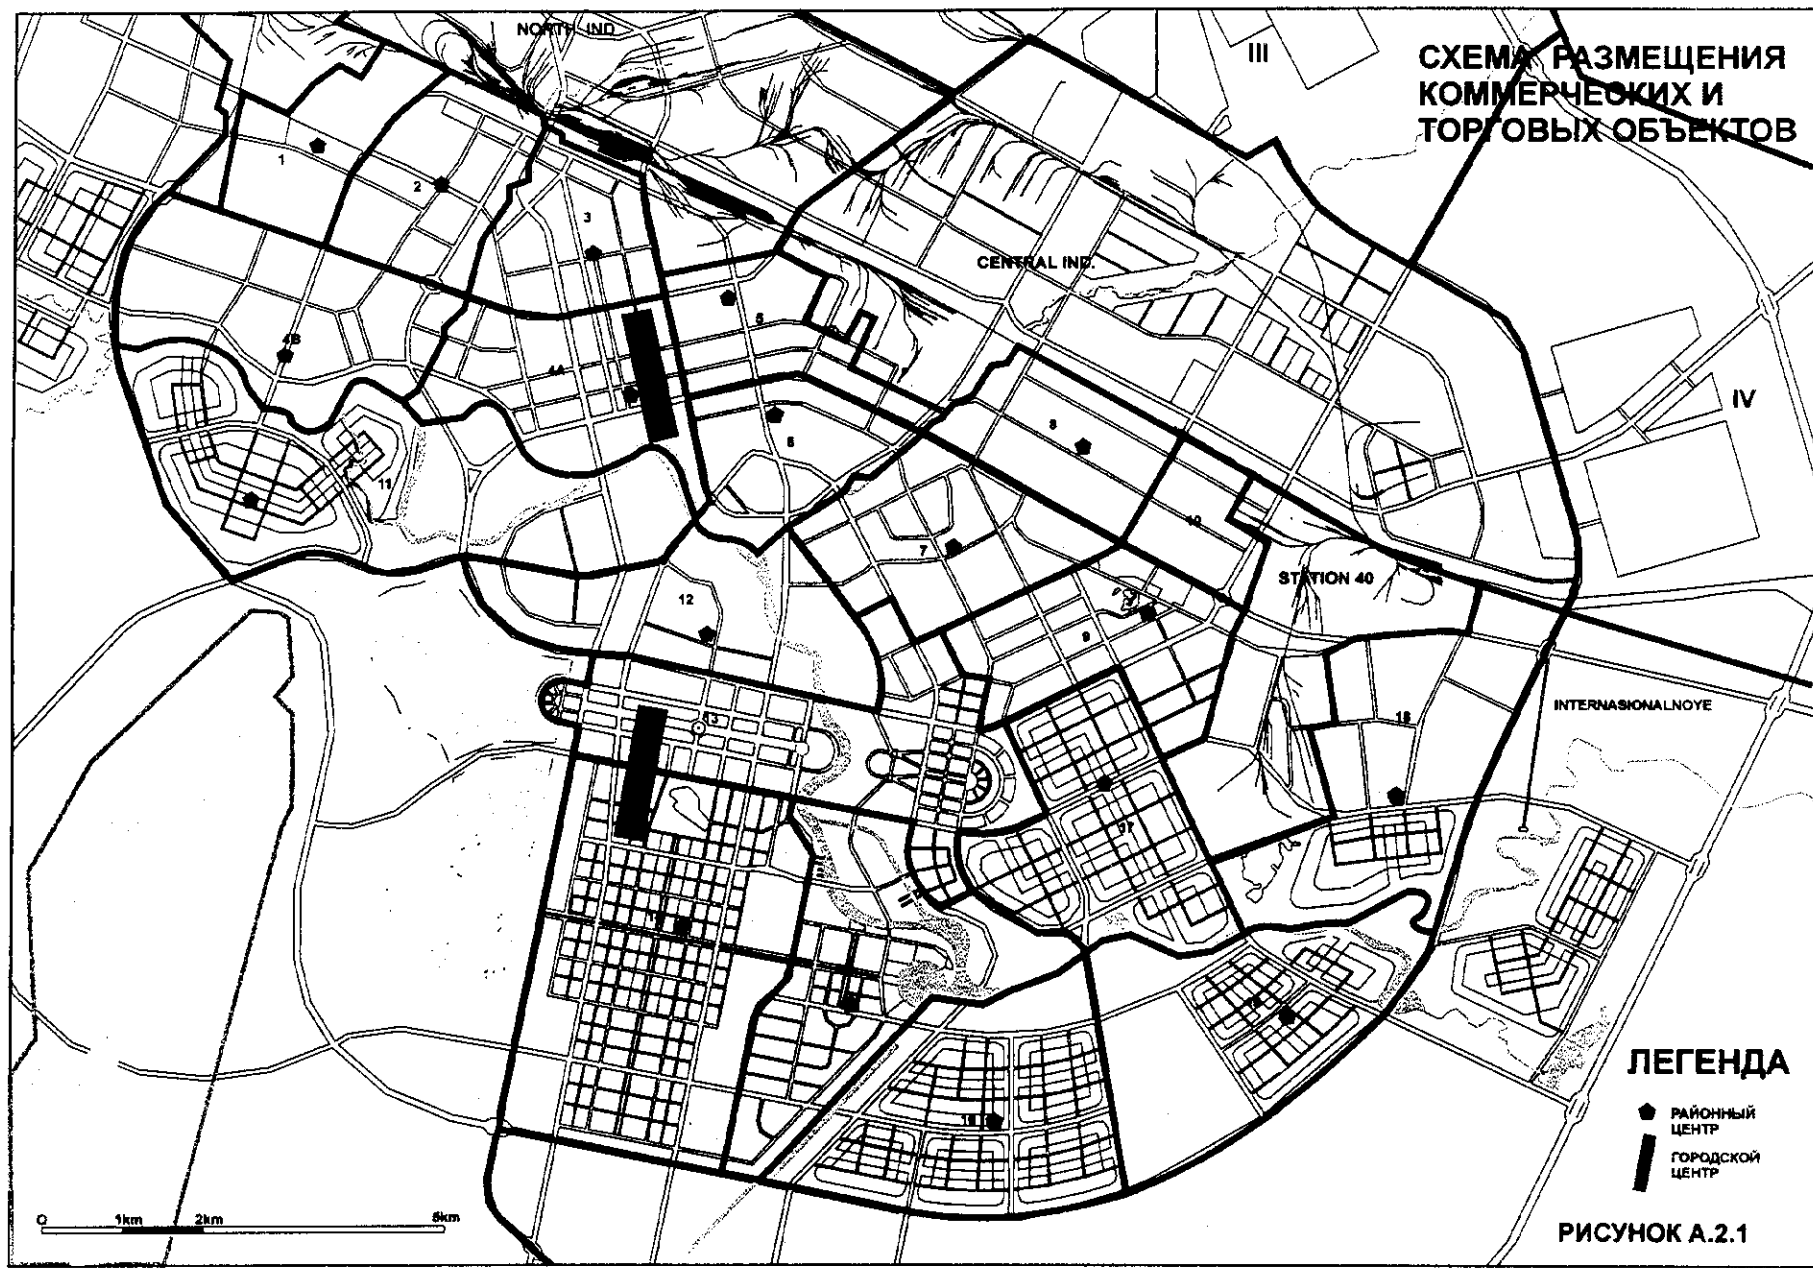 NORTH IND
III
СХЕМА РАЗМЕЩЕНИЯ
КОММЕРЧЕСКИХ И
ТОРГОВЫХ ОБЪЕКТОВ
1
2
3
CENTRAL IND.
5
4B
4A
IV
6
8
11
10
7
STATION 40
12
9
INTERNASIONALNOYE
13
18
17
ЛЕГЕНДА
РАЙОННЫЙ
ЦЕНТР
ГОРОДСКОЙ
ЦЕНТР
0 1km 2km 5km
РИСУНОК А.2.1